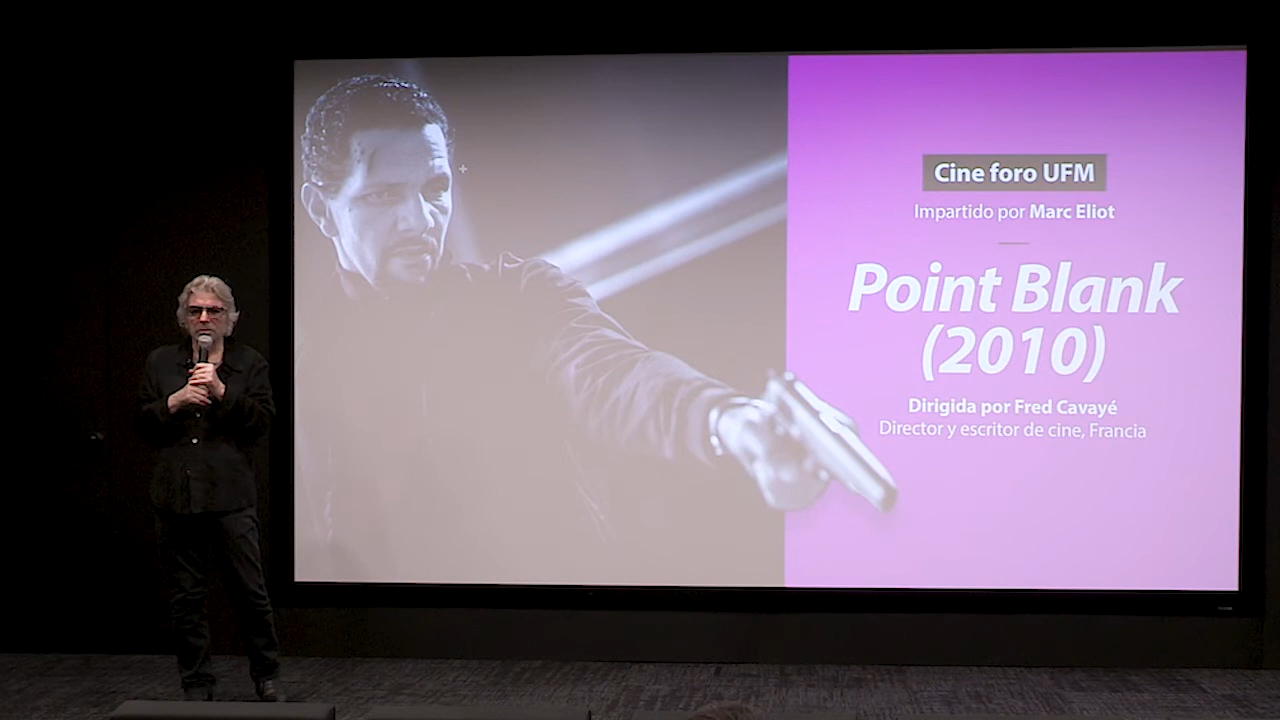 Cine foro UFM
Impartido por Marc Eliot
Point Blank
(2010)
Dirigida por Fred Cavayé
Director y escritor de cine, Francia